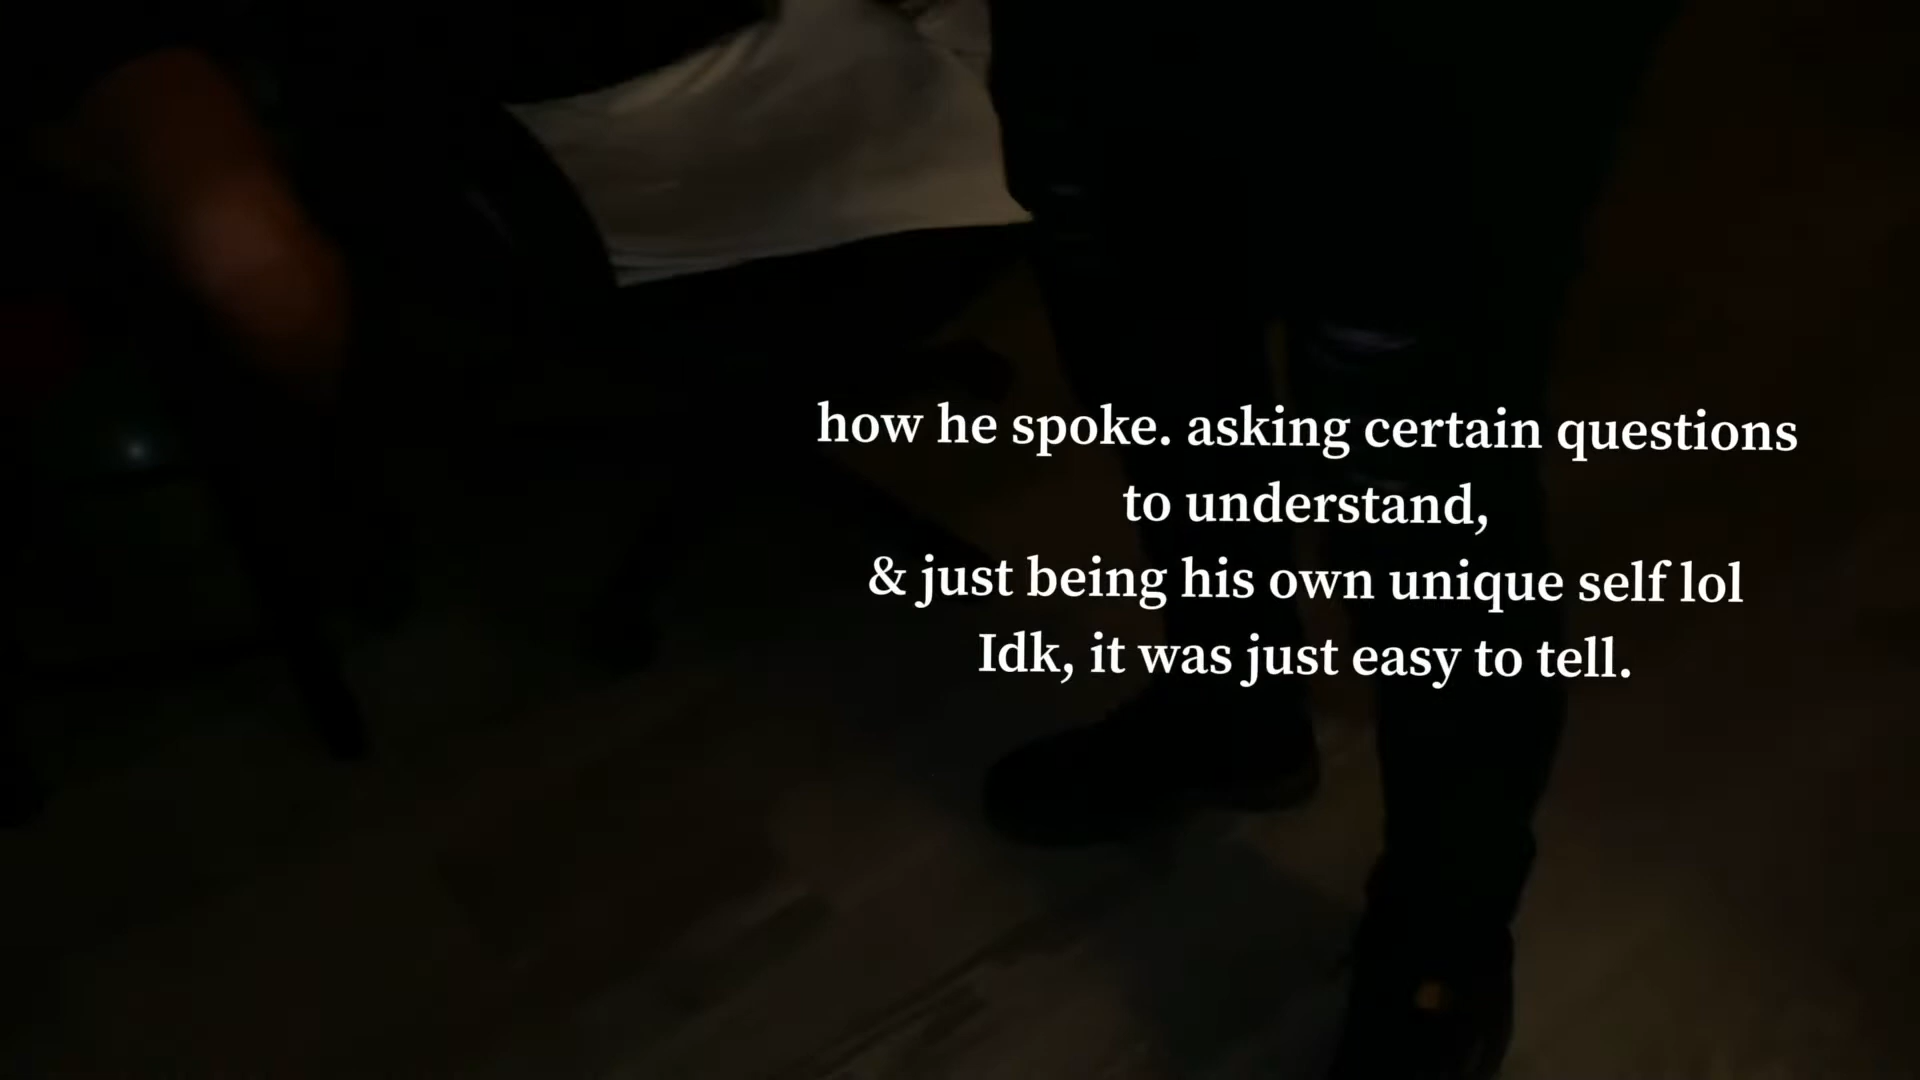 how he spoke. asking certain questions
to understand,
& just being his own unique self lol
Idk, it was just easy to tell.